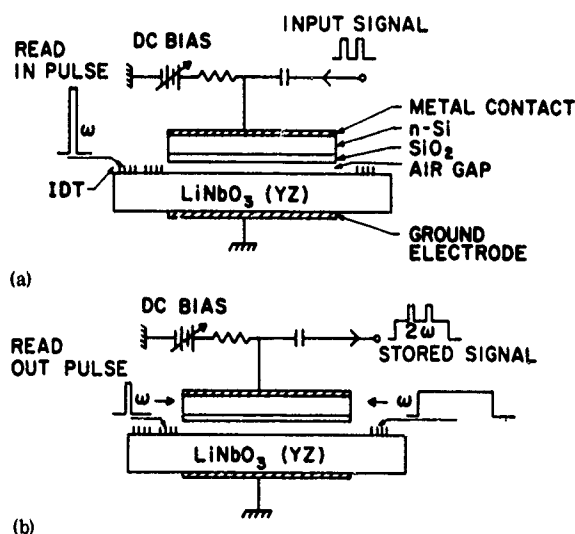 INPUT SIGNAL
DC BIAS
READ
IN PULSE
ω
METAL CONTACT
n-Si
SiO₂
AIR GAP
IDT
LiNbO₃ (YZ)
GROUND
ELECTRODE
(a)
DC BIAS
READ
OUT PULSE
2ω
STORED SIGNAL
ω
ω
LiNbO₃ (YZ)
(b)